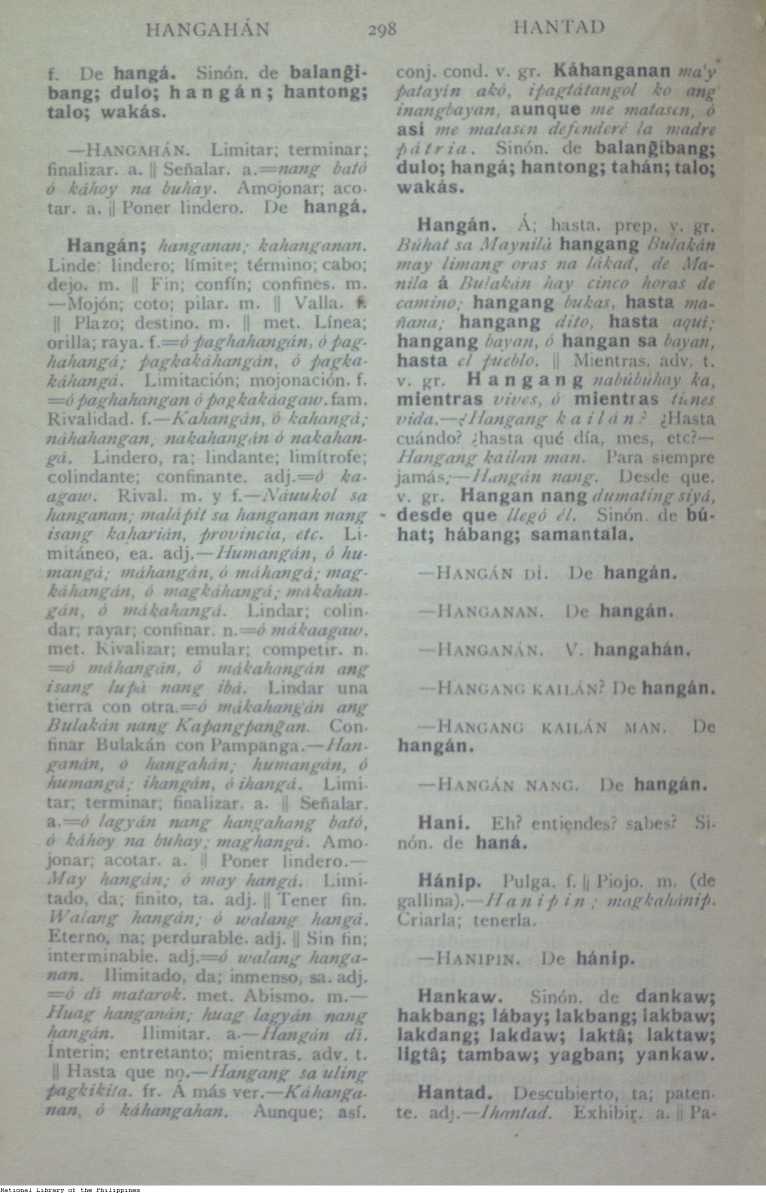 HANGAHÁN 298 HANTAD
f. De hangá. Sinón. de balanĝi-
bang; dulo; hangán; hantong;
talo; wakás.
—HANGAHÁN. Limitar; terminar;
finalizar. a. || Señalar. a.=nang bató
ó káhoy na buhay. Amojonar; aco-
tar. a. || Poner lindero. De hangá.
Hangán; hanganan; kahanganan.
Linde; lindero; límite; término; cabo;
dejo. m. || Fin; confín; confines. m.
—Mojón; coto; pilar. m. || Valla. f.
|| Plazo; destino. m. || met. Línea;
orilla; raya. f.=ó paghahangán, ó pag-
hahangá; pagkakáhangán, ó pagka-
káhangá. Limitación; mojonación. f.
=ó paghahangan ó pagkakáagaw. fam.
Rivalidad. f.—Kahangán, ó kahangá;
náhahangan, nakahangán ó nakahan-
gá. Lindero, ra; lindante; limítrofe;
colindante; confinante. adj.=ó ka-
agaw. Rival. m. y f.—Náuukol sa
hanganan; malápit sa hanganan nang
isang kaharián, provincia, etc. Li-
mitáneo, ea. adj.—Humangán, ó hu-
mangá; máhangán, ó máhangá; mag-
káhangán, ó magkáhangá; mákahan-
gán, ó mákahangá. Lindar; colin-
dar; rayar; confinar. n.=ó mákaagaw.
met. Rivalizar; emular; competir. n.
=ó máhangán, ó mákahangán ang
isang lupá nang ibá. Lindar una
tierra con otra.=ó mákahangán ang
Bulakán nang Kapangpanĝan. Con-
finar Bulakán con Pampanga.—Han-
ganán, ó hangahán; humangán, ó
humangá; ihangán, ó ihangá. Limi-
tar; terminar; finalizar. a. || Señalar.
a.=ó lagyán nang hangahang bató,
ó káhoy na buhay; maghangá. Amo-
jonar; acotar. a. || Poner lindero.—
May hangán; ó may hangá. Limi-
tado, da; finito, ta. adj. || Tener fin.
Walang hangán; ó walang hangá.
Eterno, na; perdurable. adj. || Sin fin;
interminable. adj.=ó walang hanga-
nan. Ilimitado, da; inmenso, sa. adj.
=ó di matarok. met. Abismo. m.—
Huag hanganán; huag lagyán nang
hangán. Ilimitar. a.—Hangán di.
Interin; entretanto; mientras. adv. t.
|| Hasta que no.—Hangang sa uling
pagkikita. fr. Á más ver.—Káhanga-
nan, ó káhangahan. Aunque; así.
conj. cond. v. gr. Káhanganan ma'y
patayin akó, ipagtátangol ko ang
inangbayan, aunque me matasen, ó
así me matasen defenderé la madre
pátria. Sinón. de balanĝíbang;
dulo; hangá; hantong; tahán; talo;
wakás.
Hangán. Á; hasta. prep. v. gr.
Búhat sa Maynilá hangang Bulakán
may limang oras na lákad, de Ma-
nila á Bulakán hay cinco horas de
camino; hangang bukas, hasta ma-
ñana; hangang dito, hasta aquí;
hangang bayan, ó hangan sa bayan,
hasta el pueblo. || Mientras. adv. t.
v. gr. Hangang nabúbuhay ka,
mientras vives, ó mientras tienes
vida.—¿Hangang kailán? ¿Hasta
cuándo? ¿hasta qué día, mes, etc?—
Hangang kailan man. Para siempre
jamás;—Hangán nang. Desde que.
v. gr. Hangan nang dumating siyá,
desde que llegó él. Sinón. de bú-
hat; hábang; samantala.
—HANGÁN DÍ. De hangán.
—HANGANAN. De hangán.
—HANGANÁN. V. hangahán.
—HANGANG KAILÁN? De hangán.
—HANGANG KAILÁN MAN. De
hangán.
—HANGÁN NANG. De hangán.
Haní. Eh? entiendes? sabes? Si-
nón. de haná.
Hánip. Pulga. f. || Piojo. m. (de
gallina).—Hanipin; magkahánip.
Criarla; tenerla.
—HANIPIN. De hánip.
Hankaw. Sinón. de dankaw;
hakbang; lábay; lakbang; lakbaw;
lakdang; lakdaw; laktâ; laktaw;
ligtâ; tambaw; yagban; yankaw.
Hantad. Descubierto, ta; paten-
te. adj.—Ihantad. Exhibir. a. || Pa-
National Library of the Philippines